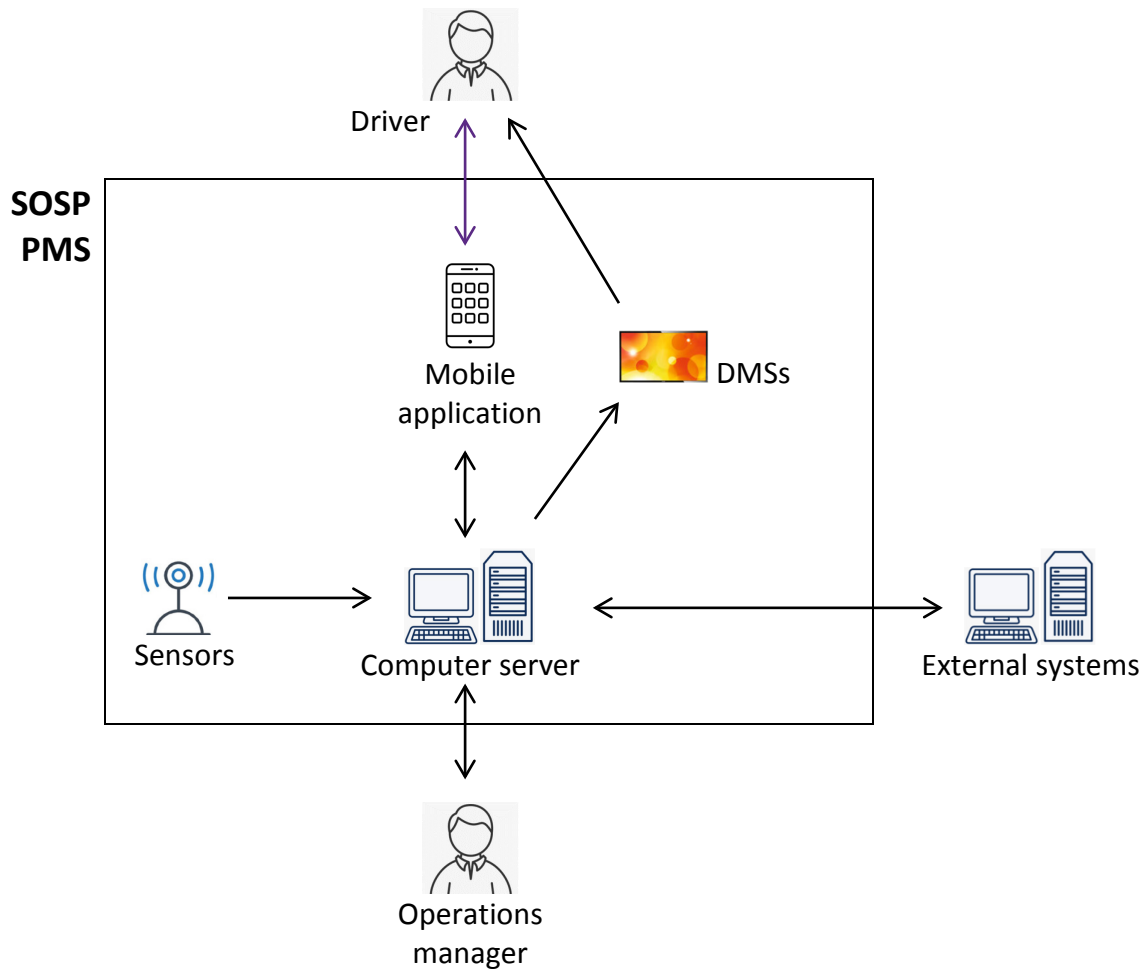 Driver
SOSP
PMS
Mobile
application
DMSs
Sensors
Computer server
External systems
Operations
manager